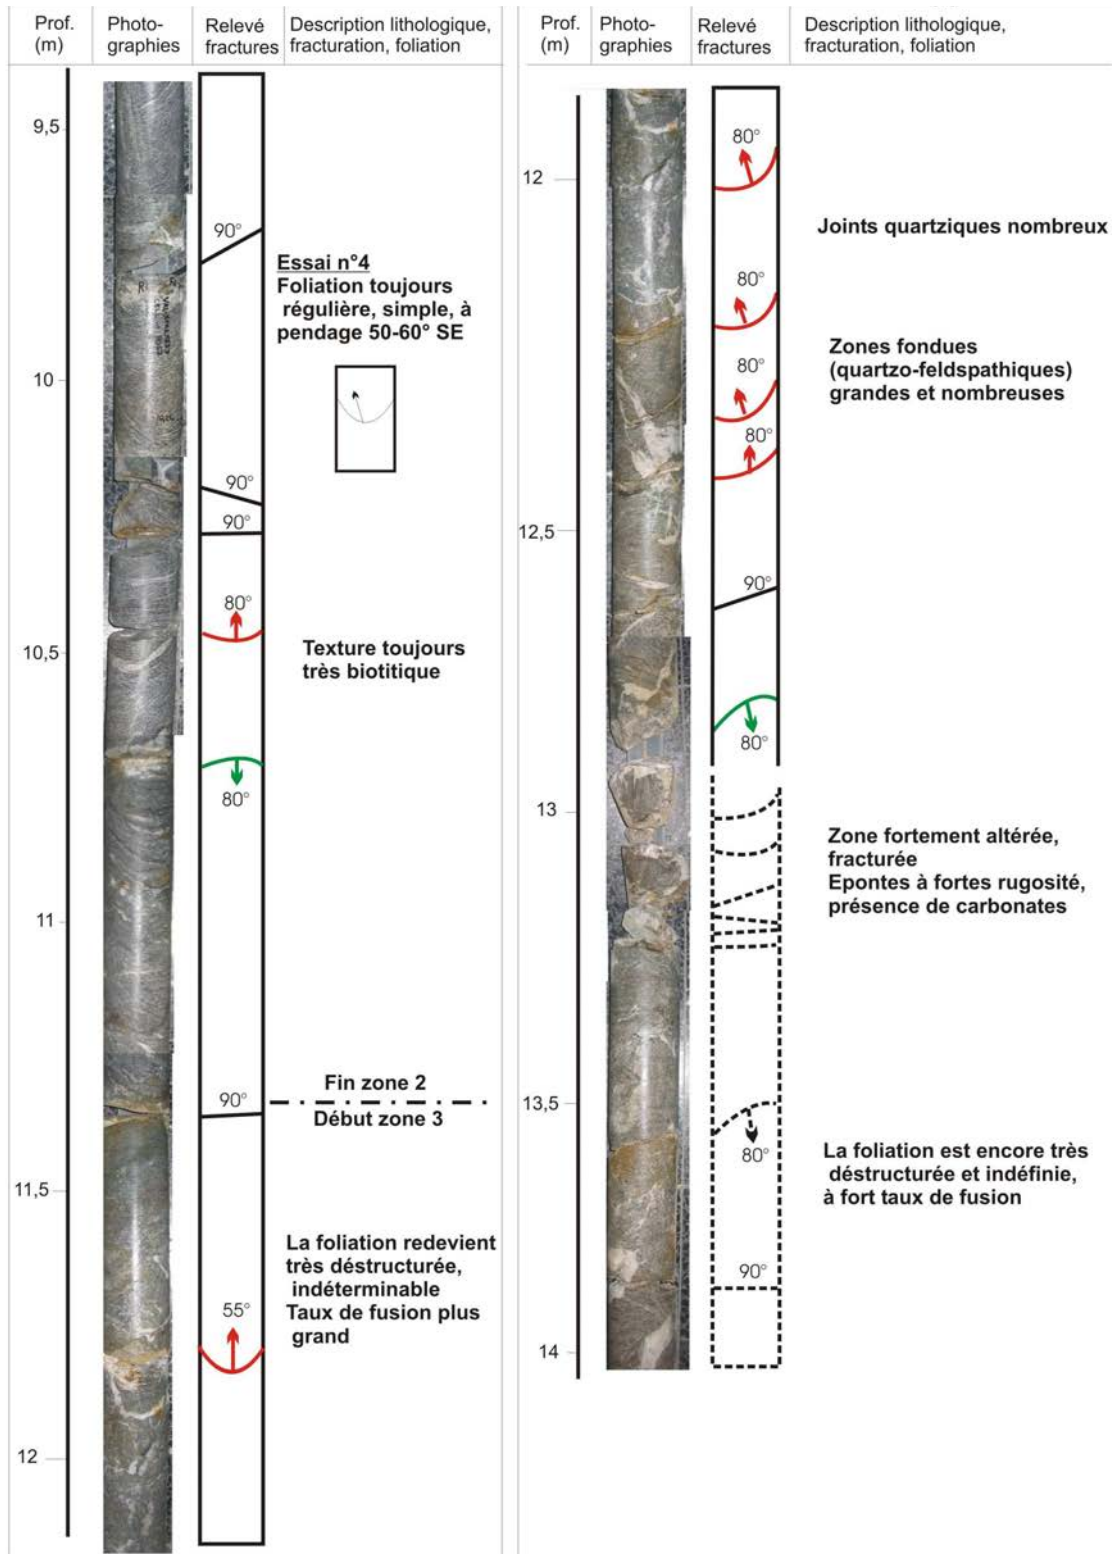 Prof.
(m)
Photo-
graphies
Relevé
fractures
Description lithologique,
fracturation, foliation
9,5
90°
Essai n°4
Foliation toujours
régulière, simple, à
pendage 50-60° SE
10
90°
90°
80°
10,5
Texture toujours
très biotitique
80°
11
Fin zone 2
90°
Début zone 3
11,5
La foliation redevient
très déstructurée,
indéterminable
Taux de fusion plus
grand
55°
12
Prof.
(m)
Photo-
graphies
Relevé
fractures
Description lithologique,
fracturation, foliation
80°
12
Joints quartziques nombreux
80°
Zones fondues
(quartzo-feldspathiques)
grandes et nombreuses
80°
80°
12,5
90°
80°
13
Zone fortement altérée,
fracturée
Epontes à fortes rugosité,
présence de carbonates
13,5
80°
La foliation est encore très
déstructurée et indéfinie,
à fort taux de fusion
90°
14